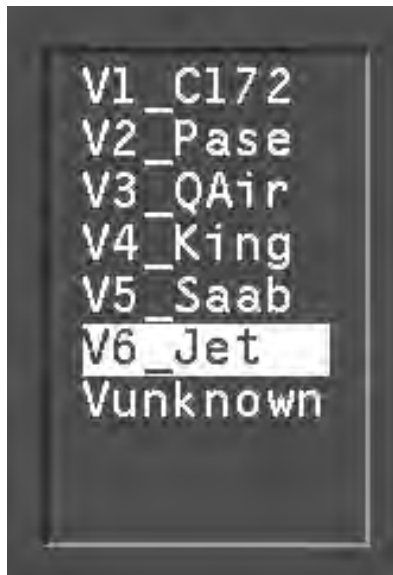 V1_C172
V2_Pase
V3_QAir
V4_King
V5_Saab
V6_Jet
Vunknown